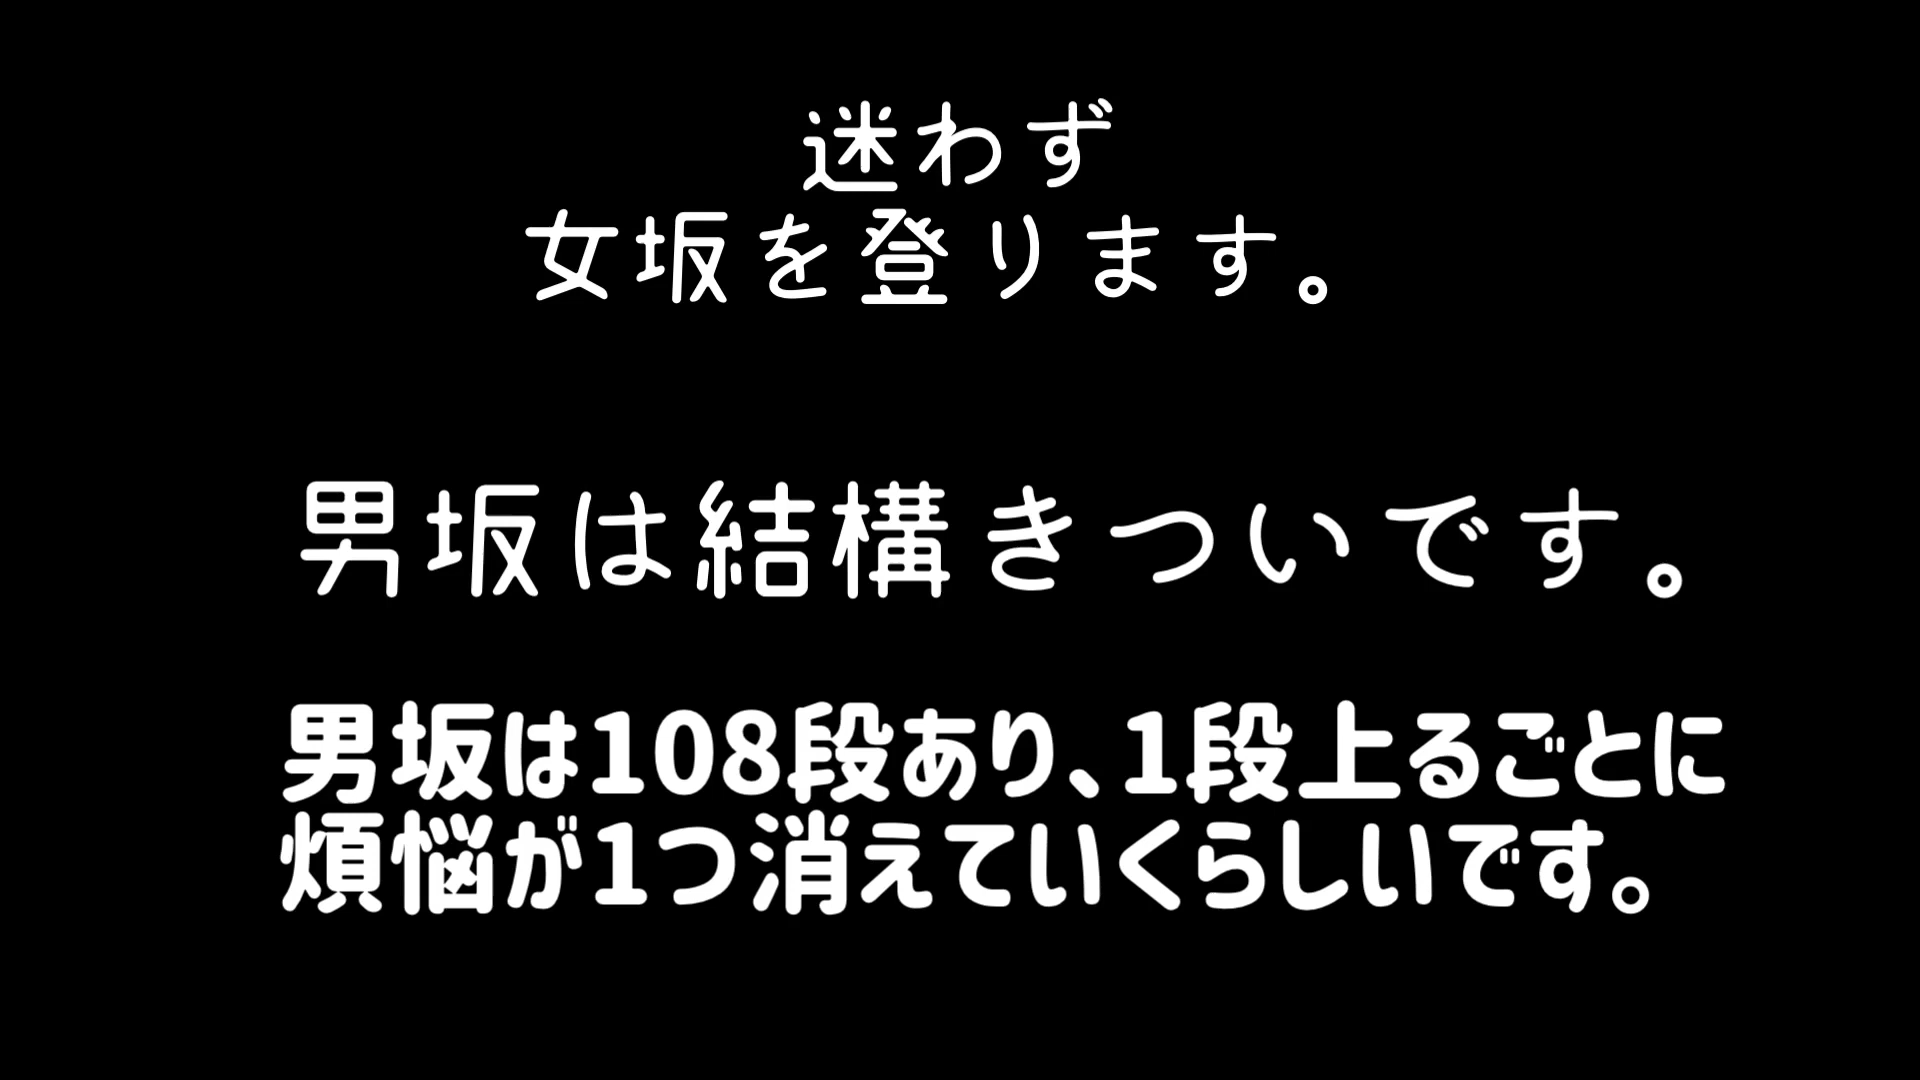 迷わず
女坂を登ります。
男坂は結構きついです。
男坂は108段あり、1段上るごとに
煩悩が1つ消えていくらしいです。